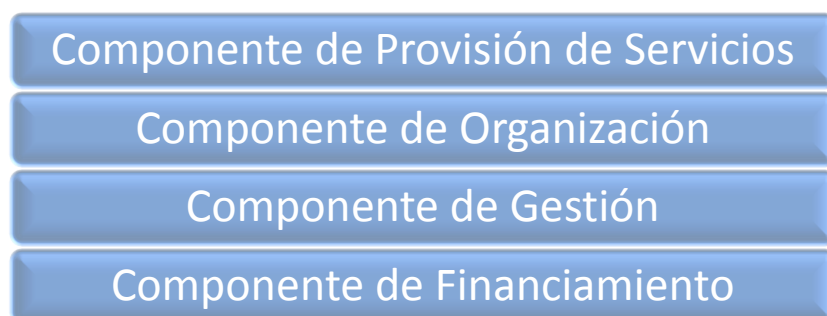 Componente de Provisión de Servicios
Componente de Organización
Componente de Gestión
Componente de Financiamiento